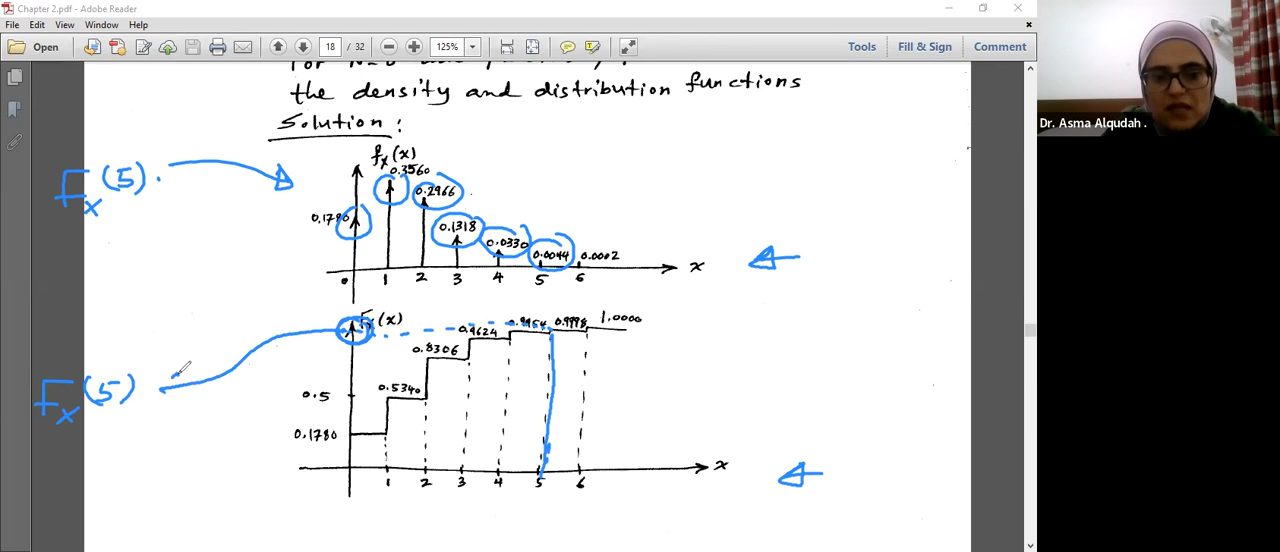 Chapter 2.pdf - Adobe Reader
File Edit View Window Help
Open 18 / 32 125% Tools Fill & Sign Comment
the density and distribution functions
Solution:
Dr. Asma Alqudah .
fx(x)
Fx(5).
0.3560
0.2966
0.1780
0.1318
0.0330
0.0044
0.0002
0 1 2 3 4 5 6 x
Fx(x)
1.0000
0.9998
0.9954
0.9624
0.8306
Fx(5)
0.5340
0.5
0.1780
1 2 3 4 5 6 x